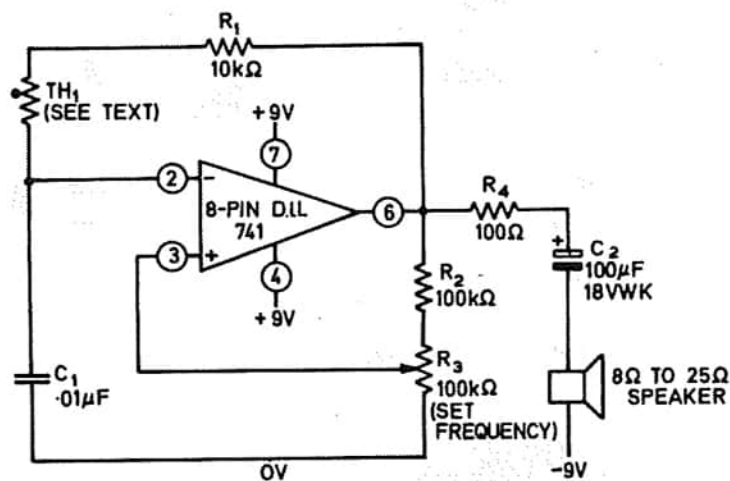 R1
10kΩ
TH1
(SEE TEXT)
+9V
7
2
-
8-PIN D.I.L
741
6
R4
100Ω
3
+
4
+9V
+
C2
100µF
18VWK
R2
100kΩ
R3
100kΩ
(SET
FREQUENCY)
C1
·01µF
8Ω TO 25Ω
SPEAKER
0V
-9V